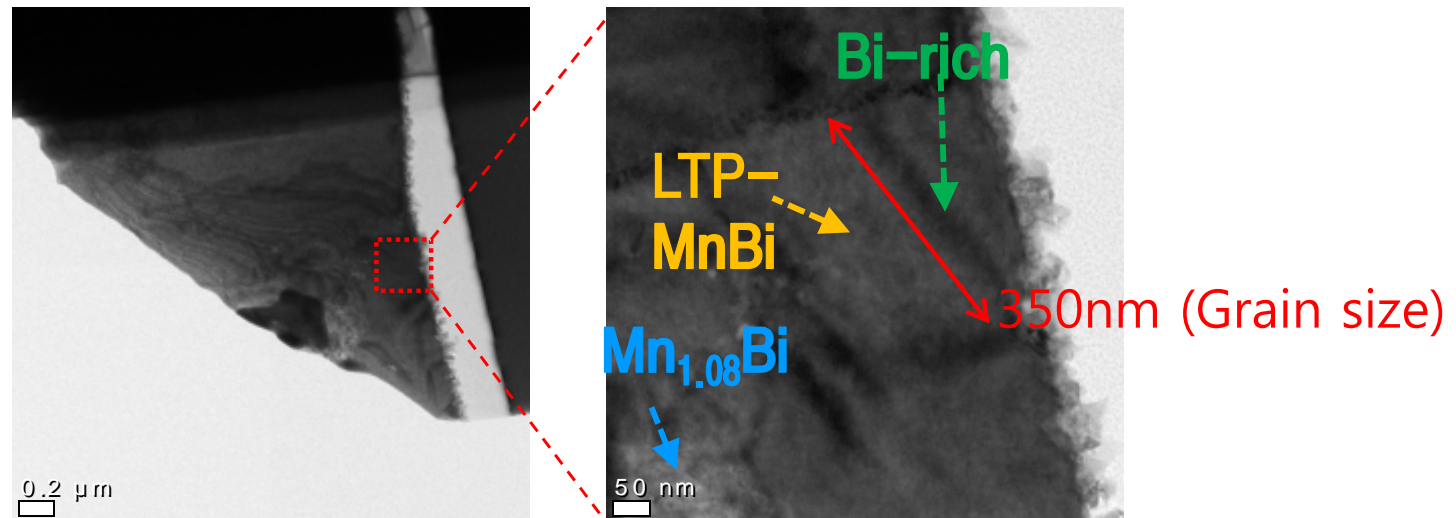 Bi-rich
LTP-
MnBi
350nm (Grain size)
Mn₁.₀₈Bi
0.2 μm
50 nm